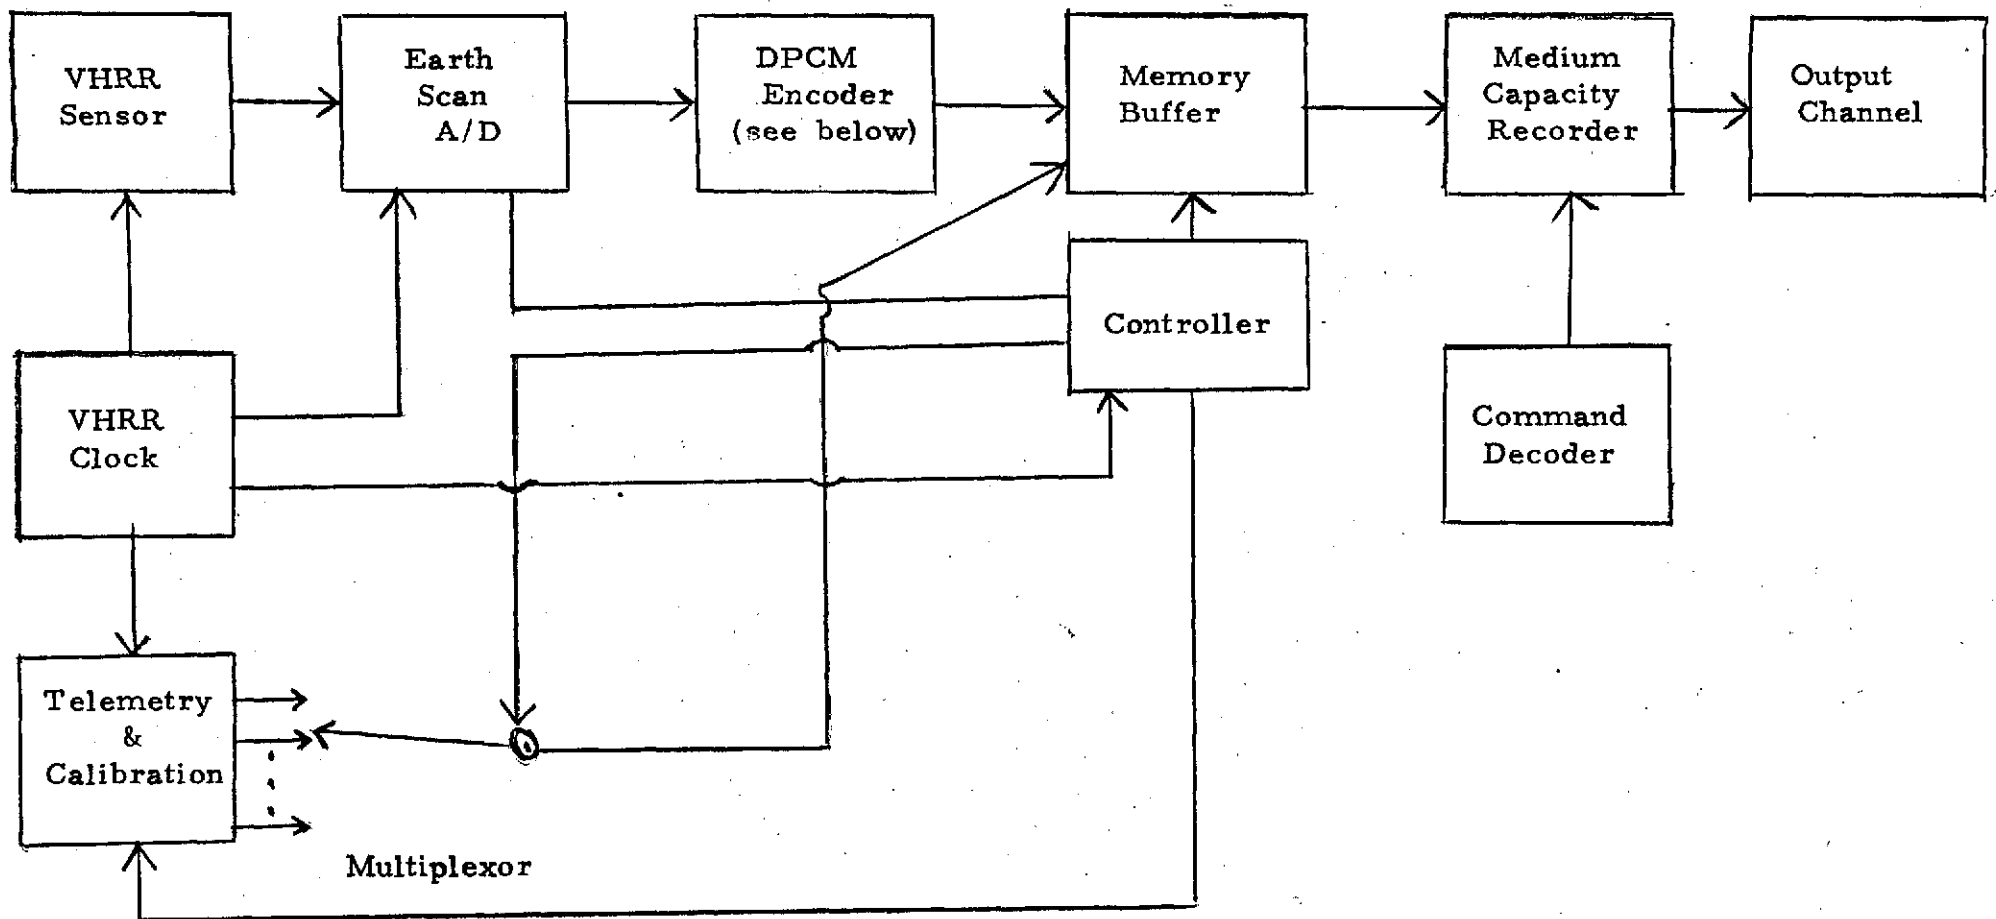 VHRR
Sensor
Earth
Scan
A/D
DPCM
Encoder
(see below)
Memory
Buffer
Medium
Capacity
Recorder
Output
Channel
Controller
VHRR
Clock
Command
Decoder
Telemetry
&
Calibration
Multiplexor